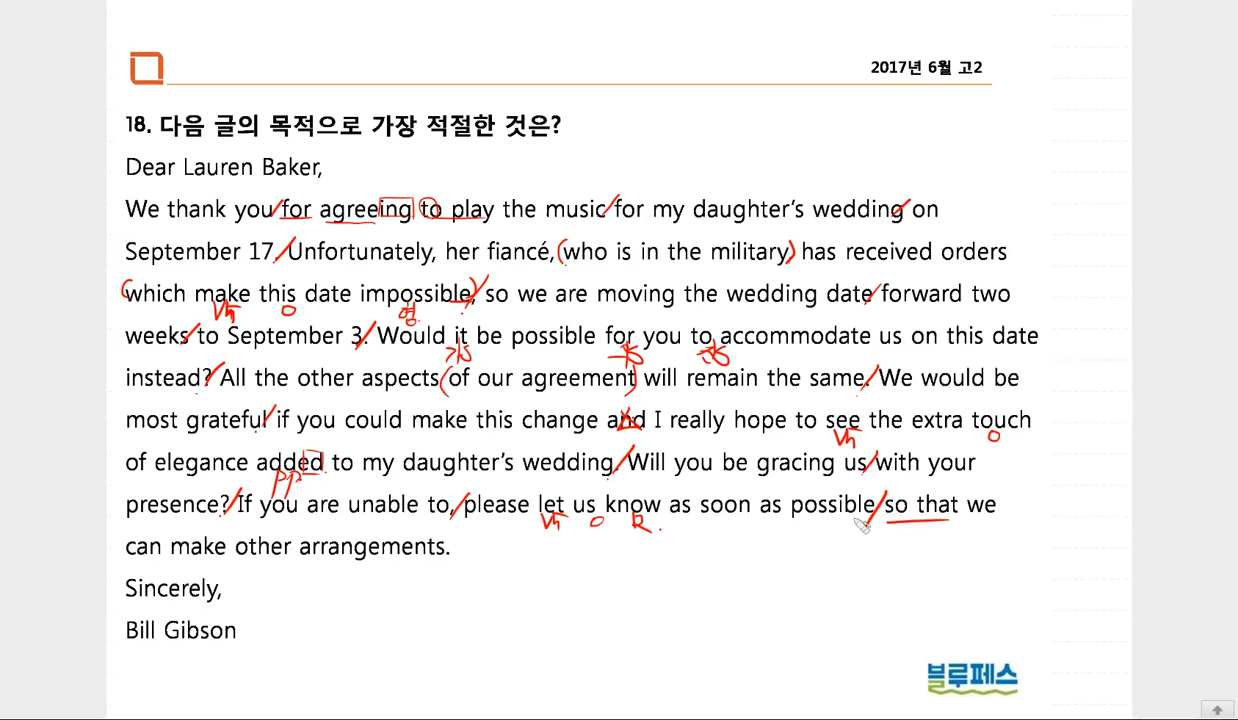 2017년 6월 고2
18. 다음 글의 목적으로 가장 적절한 것은?
Dear Lauren Baker,
We thank you for agreeing to play the music for my daughter's wedding on
September 17. Unfortunately, her fiancé, who is in the military, has received orders
which make this date impossible, so we are moving the wedding date forward two
vt o 형
weeks to September 3. Would it be possible for you to accommodate us on this date
가 의 진
instead? All the other aspects of our agreement will remain the same. We would be
most grateful if you could make this change and I really hope to see the extra touch
vt o
of elegance added to my daughter's wedding. Will you be gracing us with your
pp
presence? If you are unable to, please let us know as soon as possible so that we
vt o R
can make other arrangements.
Sincerely,
Bill Gibson
블루페스